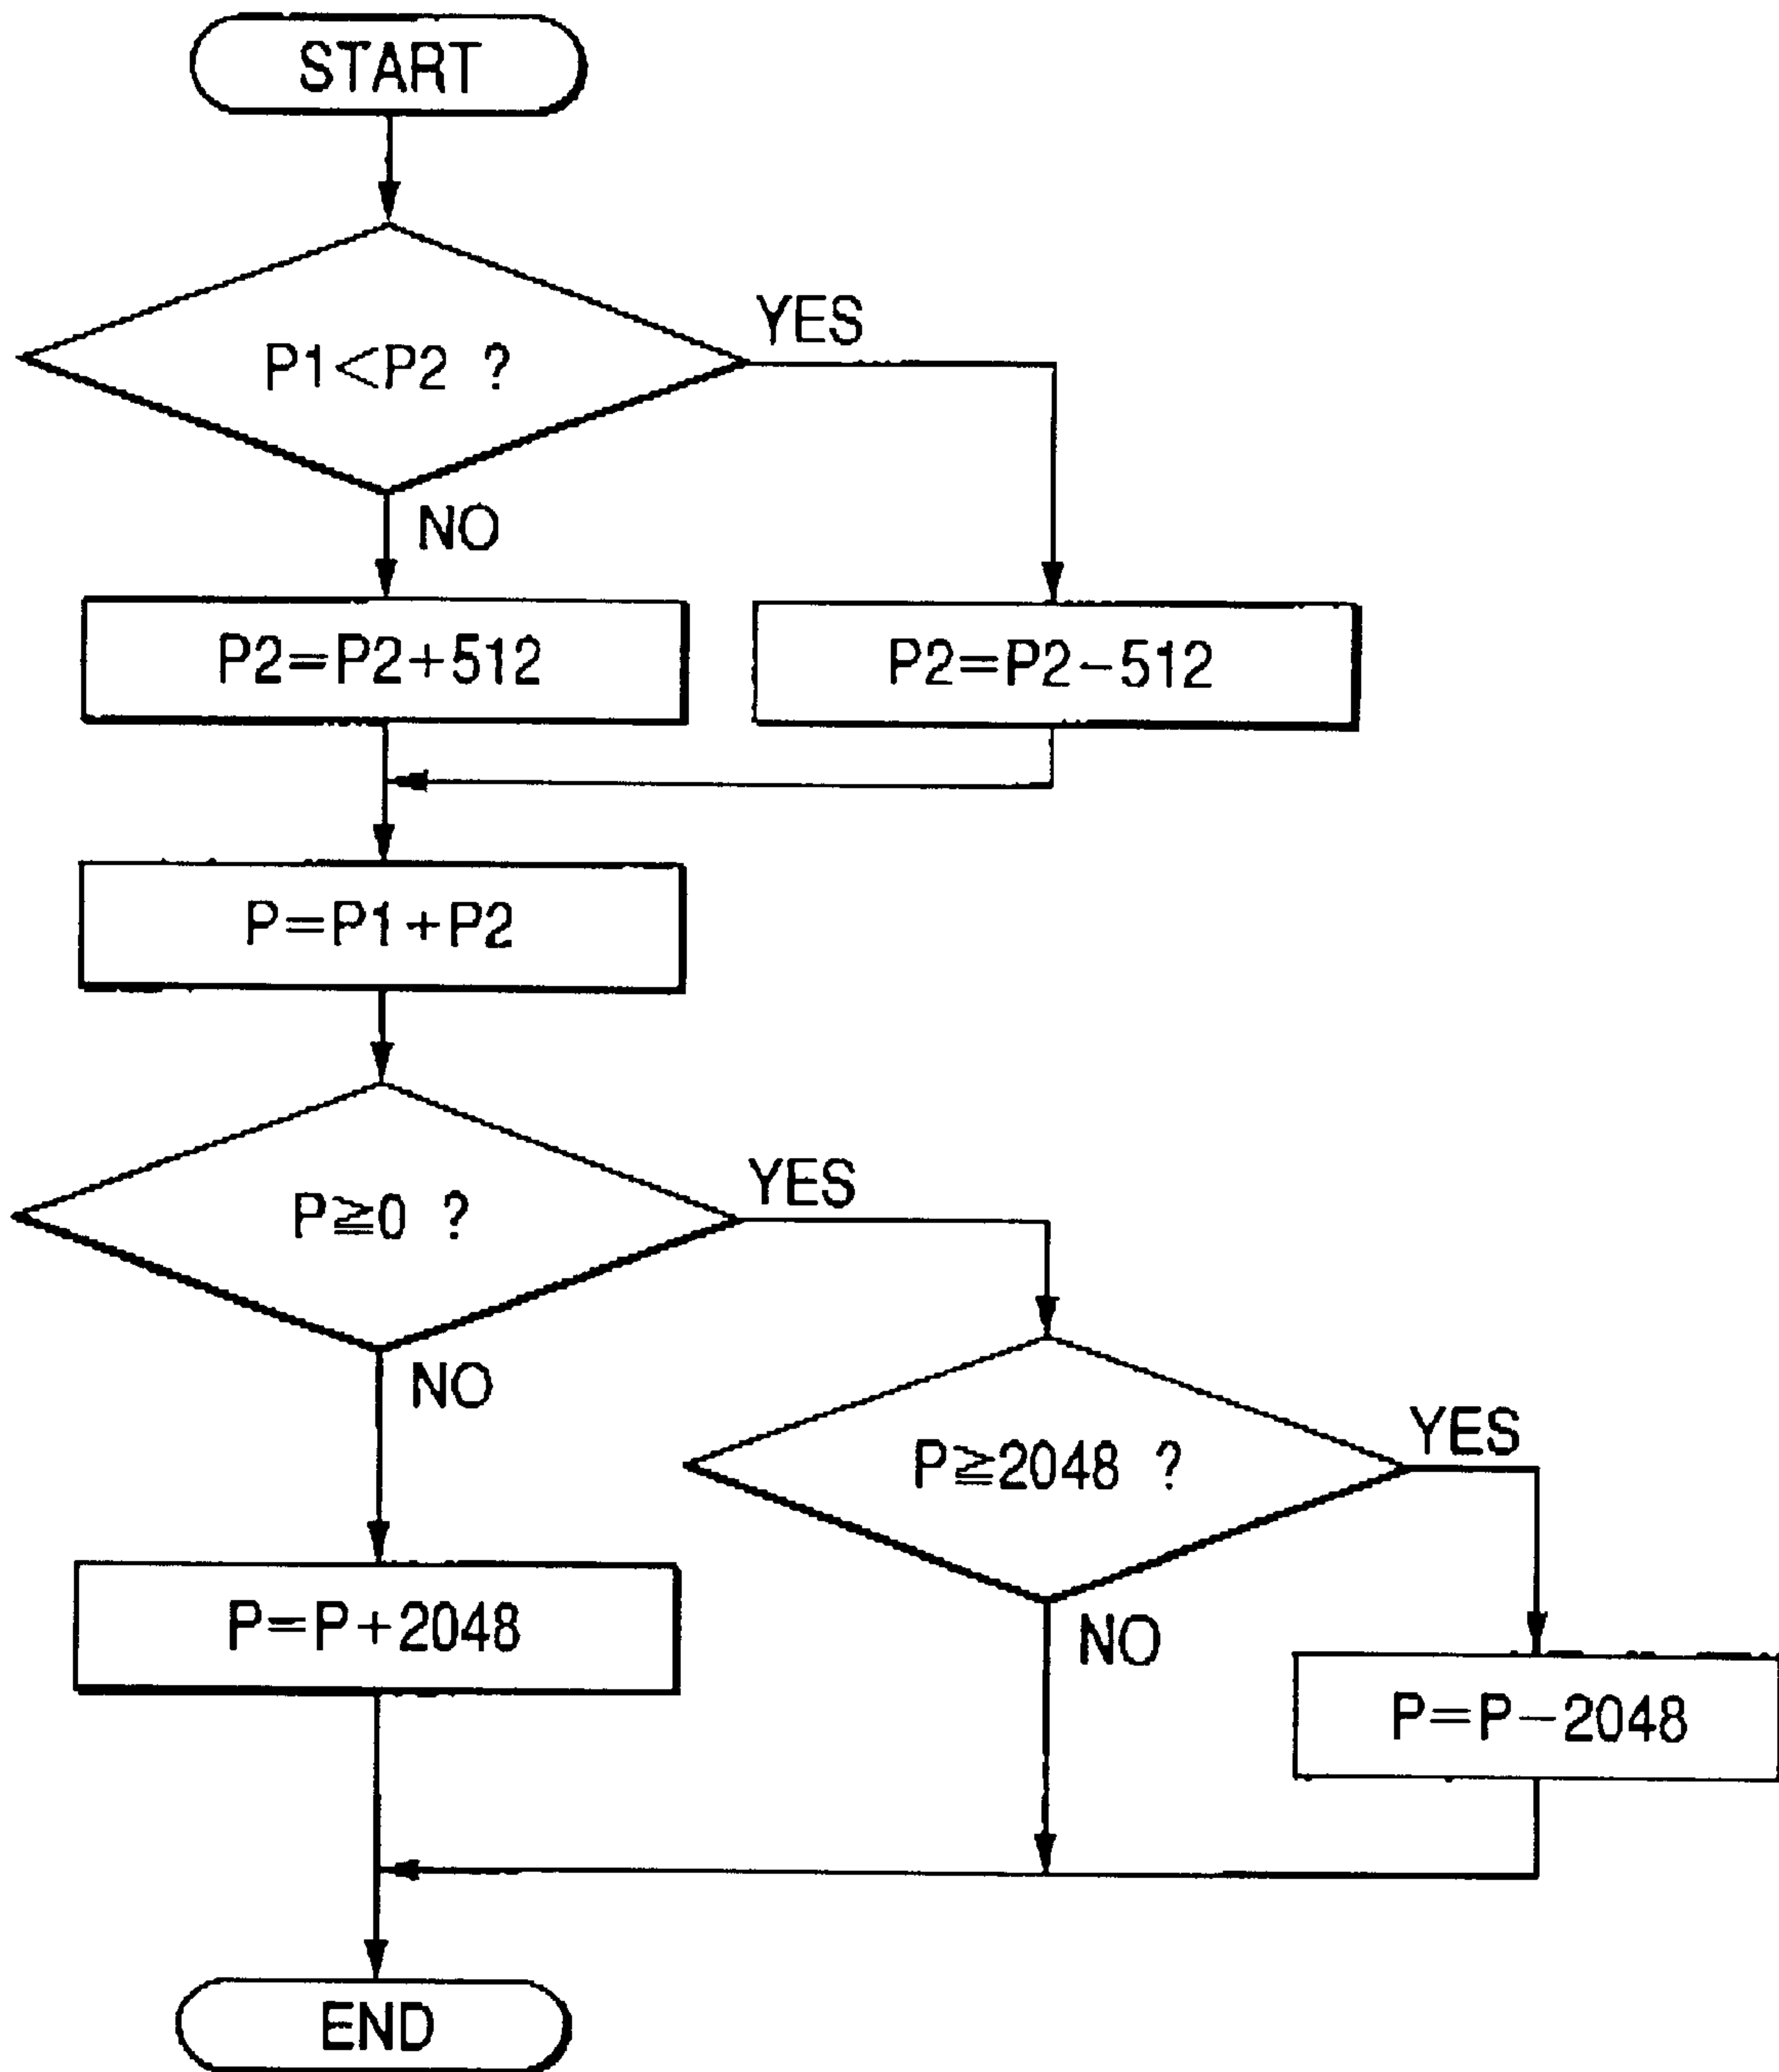 START
P1<P2 ?
YES
NO
P2=P2+512
P2=P2−512
P=P1+P2
P≧0 ?
YES
NO
P≧2048 ?
YES
NO
P=P+2048
P=P−2048
END